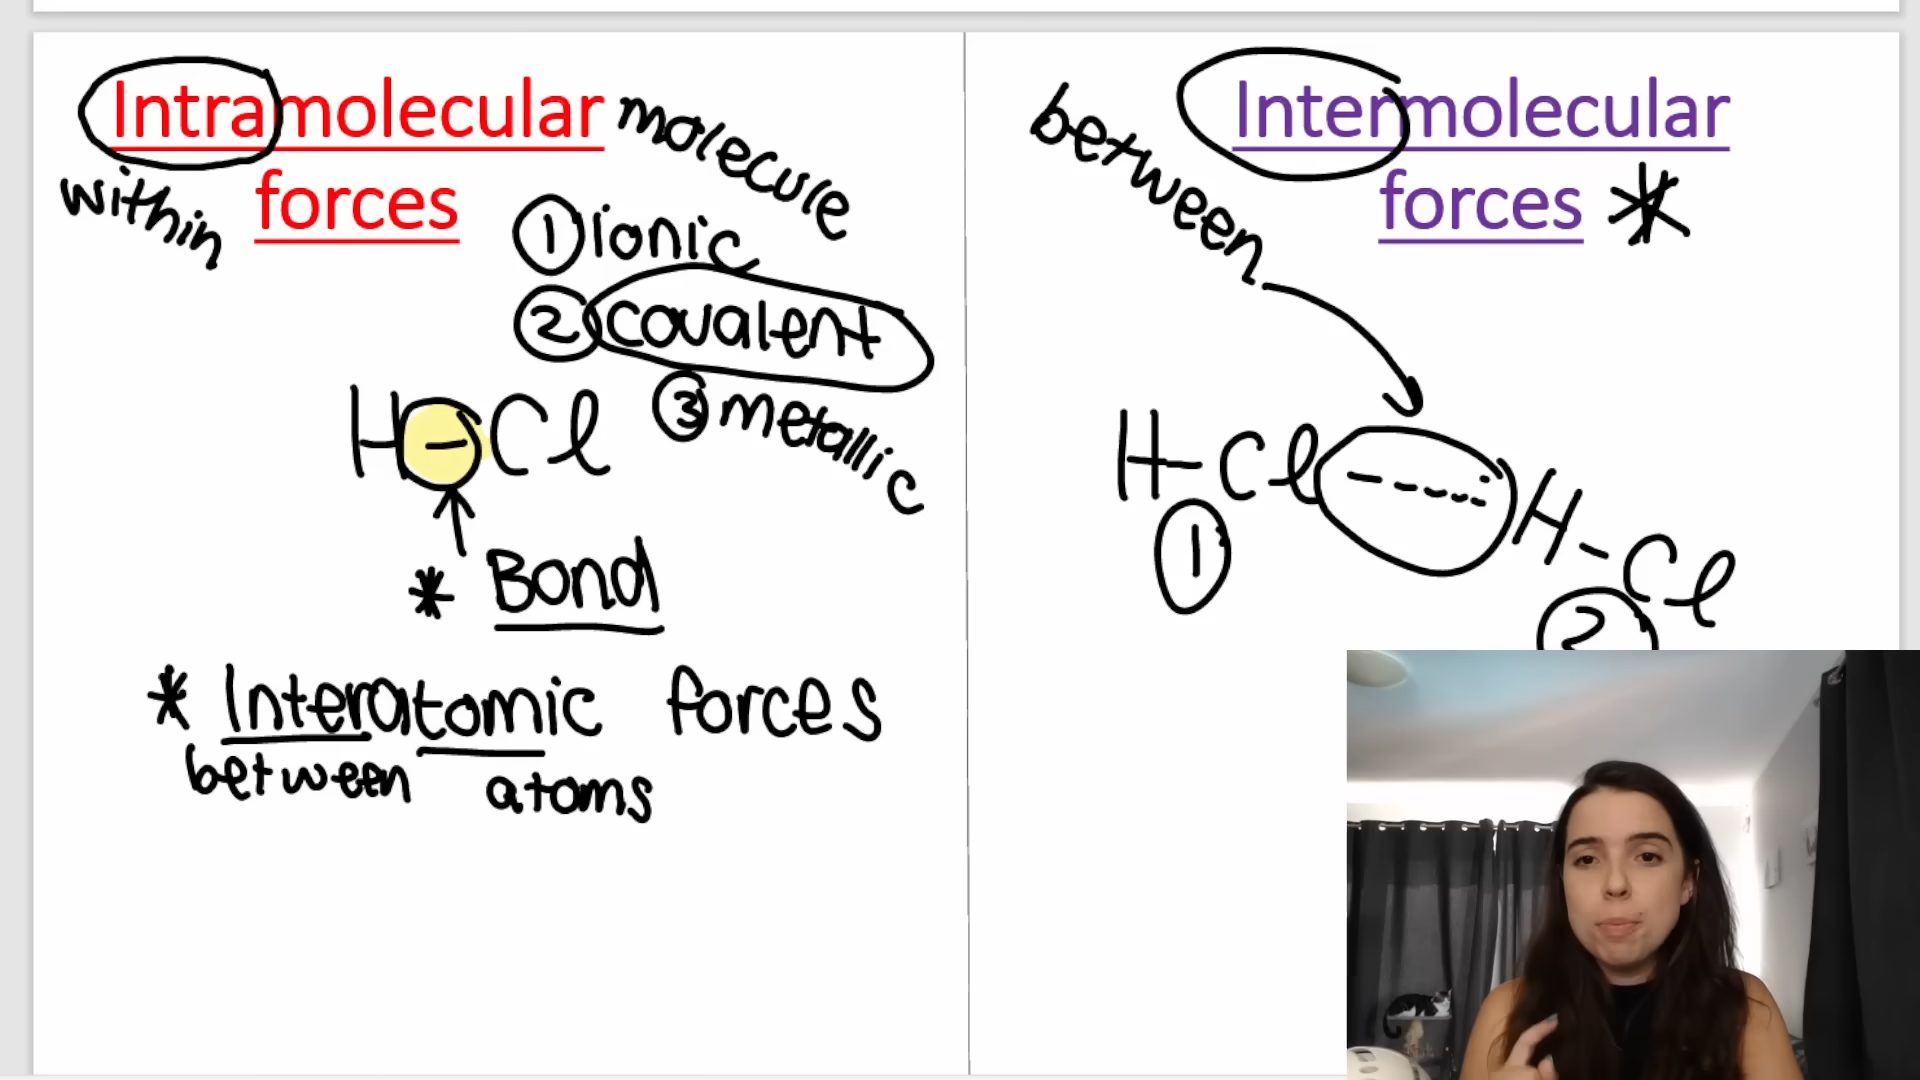 Intramolecular
forces
within
molecule
① ionic
② covalent
③ metallic
H-Cl
* Bond
* Interatomic forces
between atoms
Intermolecular
forces *
between
H-Cl ----- H-Cl
①
②